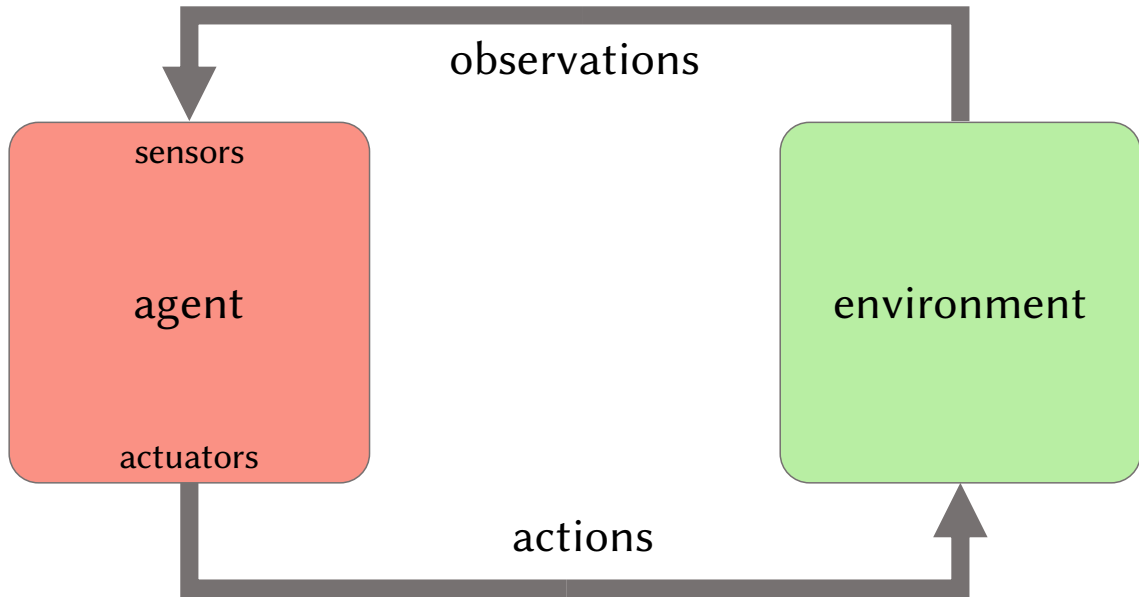 observations
sensors
agent
environment
actuators
actions